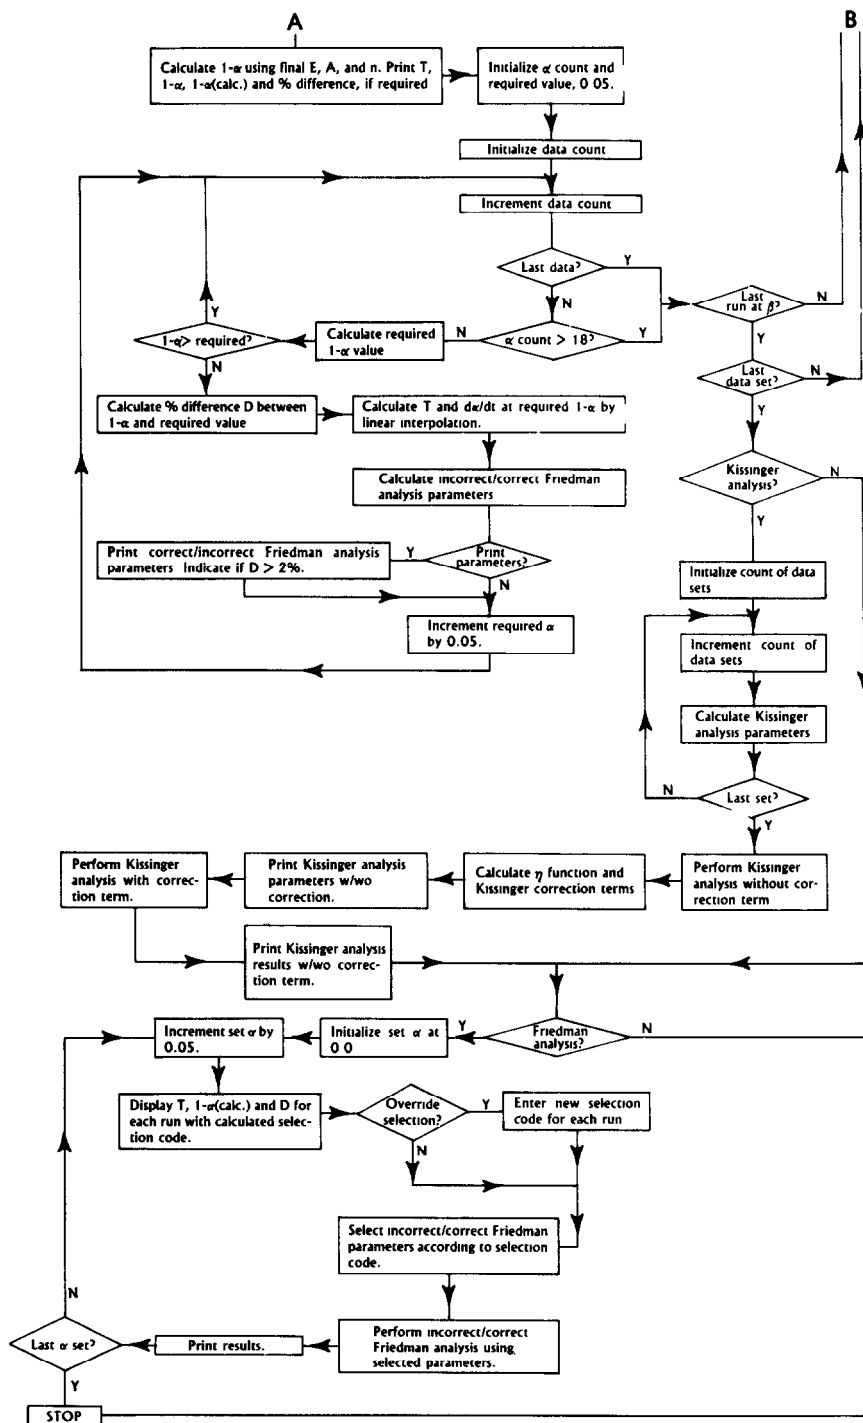 A
B
Calculate 1-α using final E, A, and n. Print T,
1-α, 1-α(calc.) and % difference, if required
Initialize α count and
required value, 0 05.
Initialize data count
Increment data count
Last data?
Y
N
Last
run at β?
N
Y
α count > 18?
Y
N
Calculate required
1-α value
1-α> required?
Y
N
Last
data set?
N
Y
Calculate % difference D between
1-α and required value
Calculate T and dα/dt at required 1-α by
linear interpolation.
Kissinger
analysis?
N
Y
Calculate incorrect/correct Friedman
analysis parameters
Print correct/incorrect Friedman analysis
parameters Indicate if D > 2%.
Y
Print
parameters?
N
Initialize count of data
sets
Increment required α
by 0.05.
Increment count of
data sets
Calculate Kissinger
analysis parameters
Last set?
N
Y
Perform Kissinger
analysis with correc-
tion term.
Print Kissinger analysis
parameters w/wo
correction.
Calculate η function and
Kissinger correction terms
Perform Kissinger
analysis without cor-
rection term
Print Kissinger analysis
results w/wo correc-
tion term.
Increment set α by
0.05.
Initialize set α at
0 0
Y
Friedman
analysis?
N
Display T, 1-α(calc.) and D for
each run with calculated selec-
tion code.
Override
selection?
Y
N
Enter new selection
code for each run
Select incorrect/correct Friedman
parameters according to selection
code.
N
Last α set?
Y
Print results.
Perform incorrect/correct
Friedman analysis using
selected parameters.
STOP